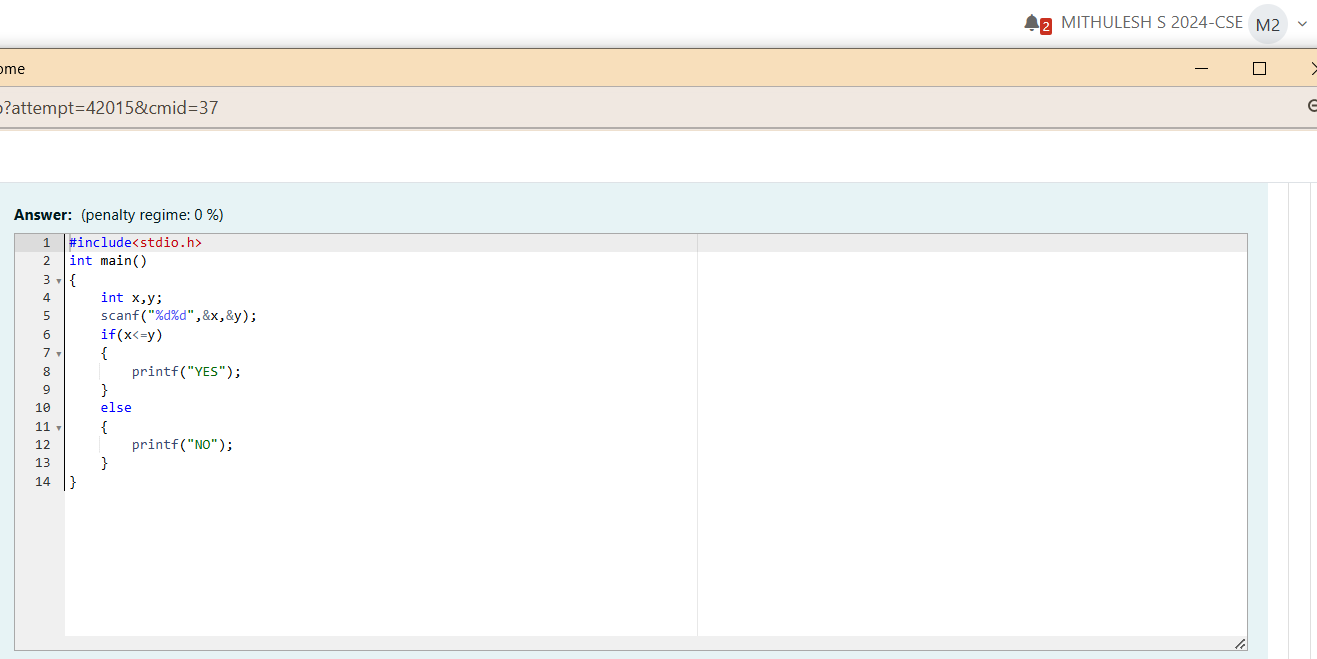 2 MITHULESH S 2024-CSE M2
ome
?attempt=42015&cmid=37
Answer: (penalty regime: 0 %)
1 #include<stdio.h>
2 int main()
3 {
4 int x,y;
5 scanf("%d%d",&x,&y);
6 if(x<=y)
7 {
8 printf("YES");
9 }
10 else
11 {
12 printf("NO");
13 }
14 }